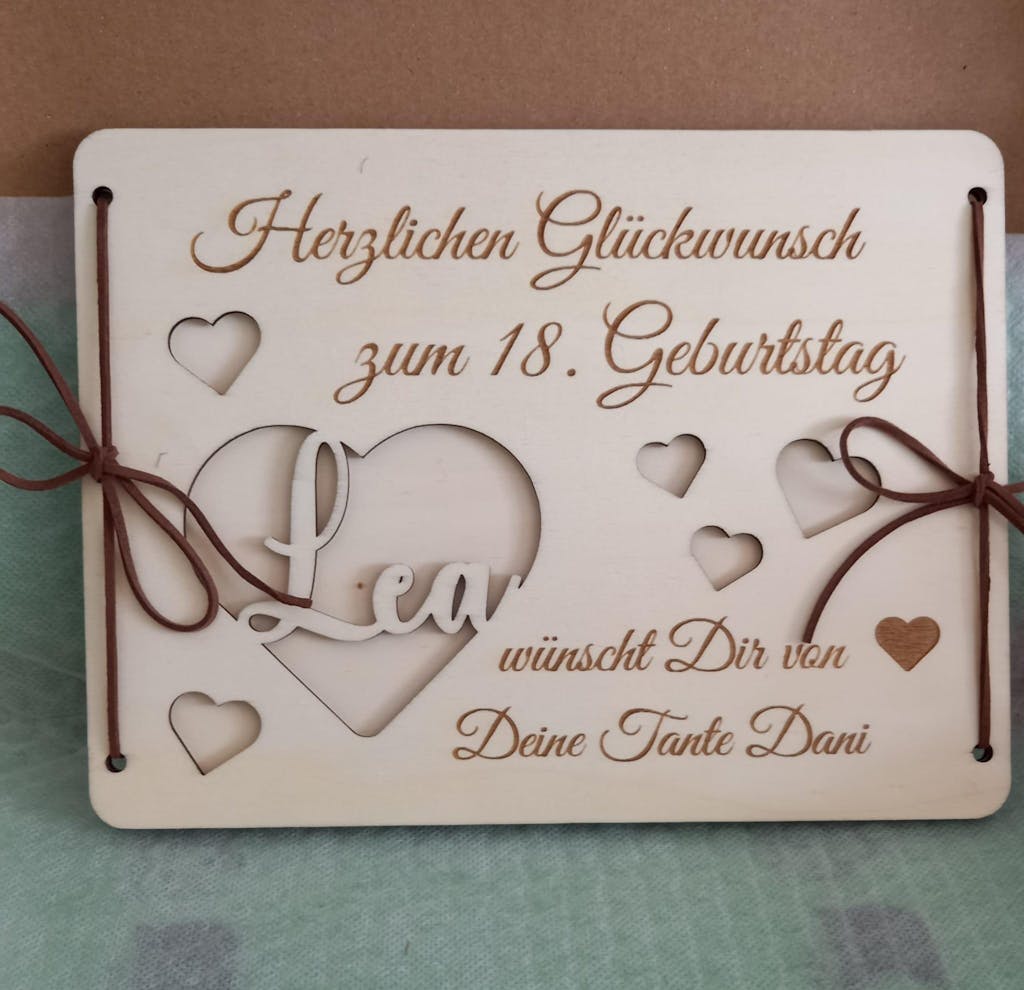 Herzlichen Glückwunsch
zum 18. Geburtstag
Lea
wünscht Dir von
Deine Tante Dani